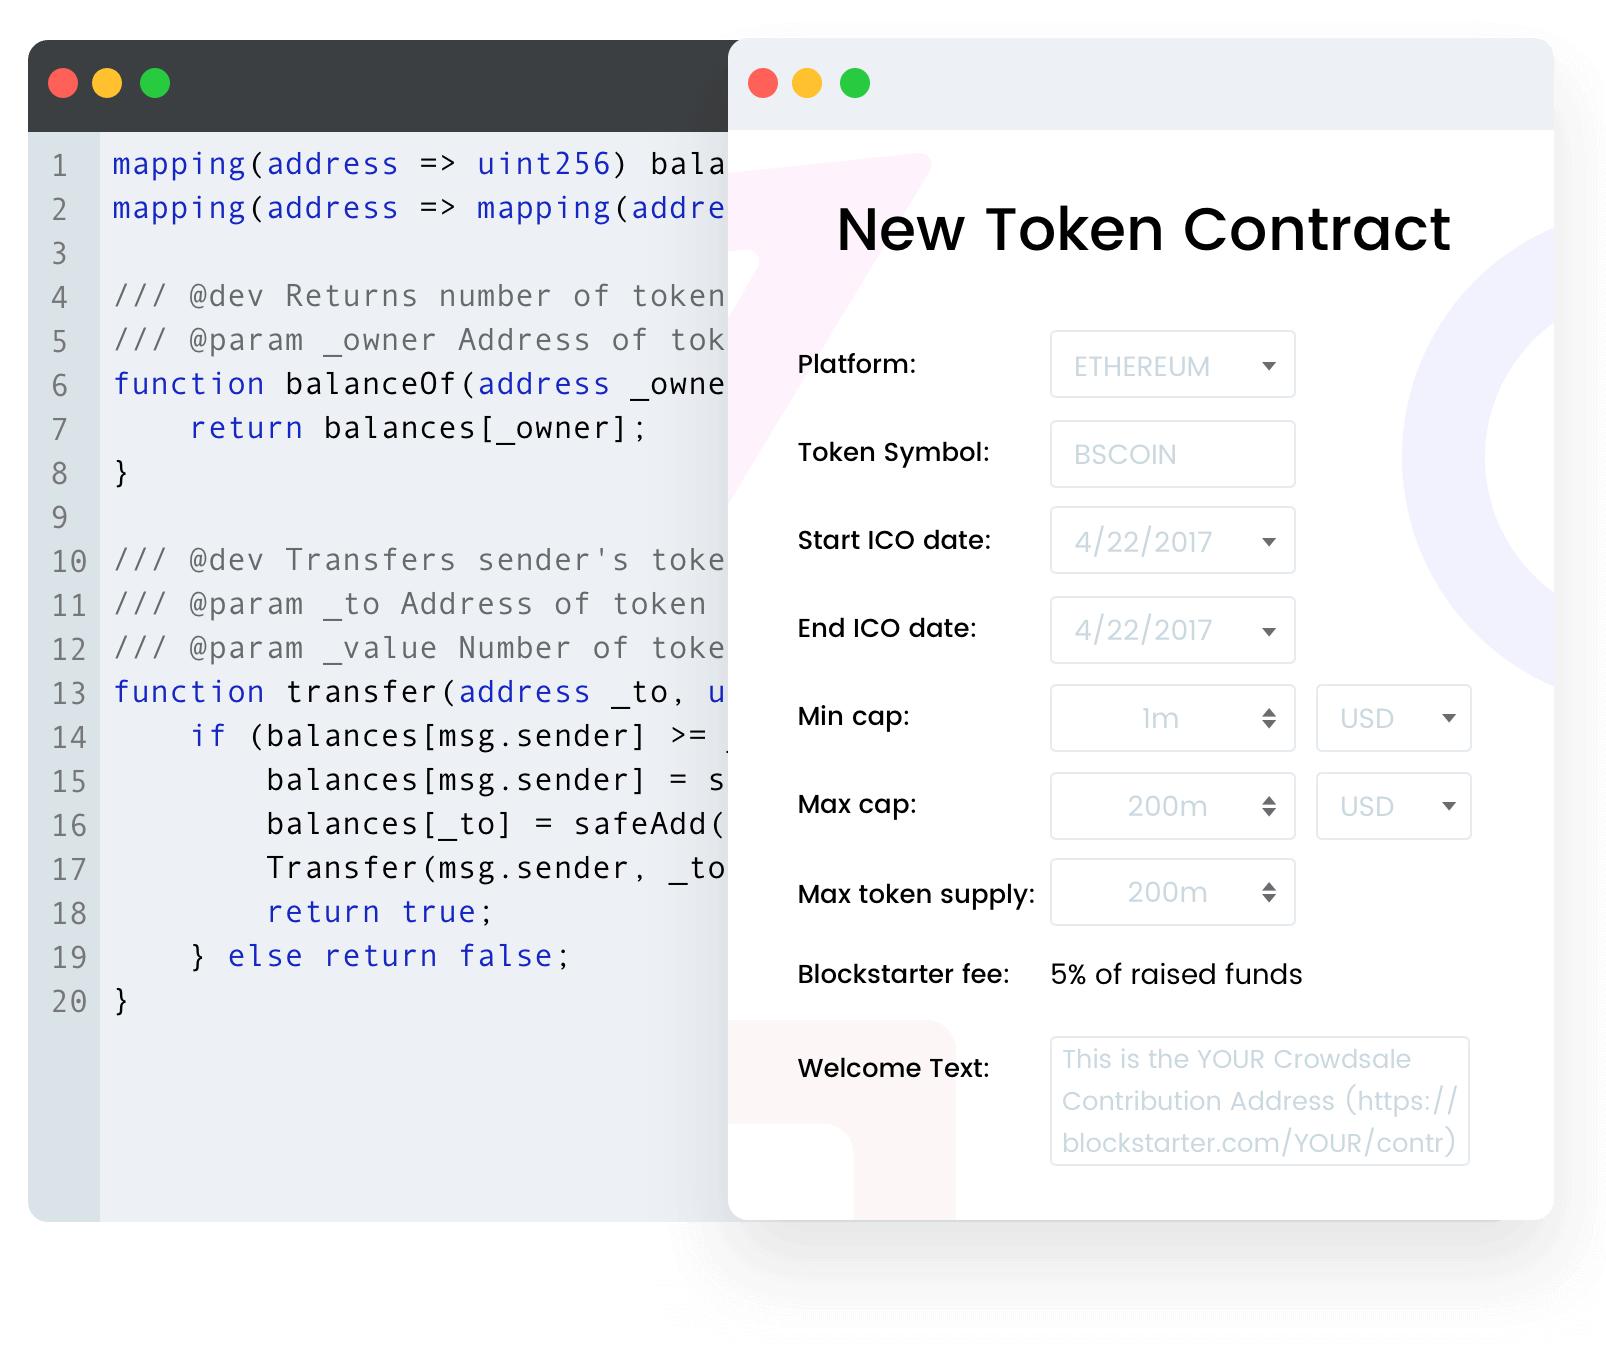 1 mapping(address => uint256) bala
2 mapping(address => mapping(addre
3
4 /// @dev Returns number of token
5 /// @param _owner Address of tok
6 function balanceOf(address _owne
7     return balances[_owner];
8 }
9
10 /// @dev Transfers sender's toke
11 /// @param _to Address of token
12 /// @param _value Number of toke
13 function transfer(address _to, u
14     if (balances[msg.sender] >= _
15         balances[msg.sender] = s
16         balances[_to] = safeAdd(
17         Transfer(msg.sender, _to
18         return true;
19     } else return false;
20 }
New Token Contract
Platform: ETHEREUM
Token Symbol: BSCOIN
Start ICO date: 4/22/2017
End ICO date: 4/22/2017
Min cap: 1m USD
Max cap: 200m USD
Max token supply: 200m
Blockstarter fee: 5% of raised funds
Welcome Text: This is the YOUR Crowdsale
Contribution Address (https://
blockstarter.com/YOUR/contr)